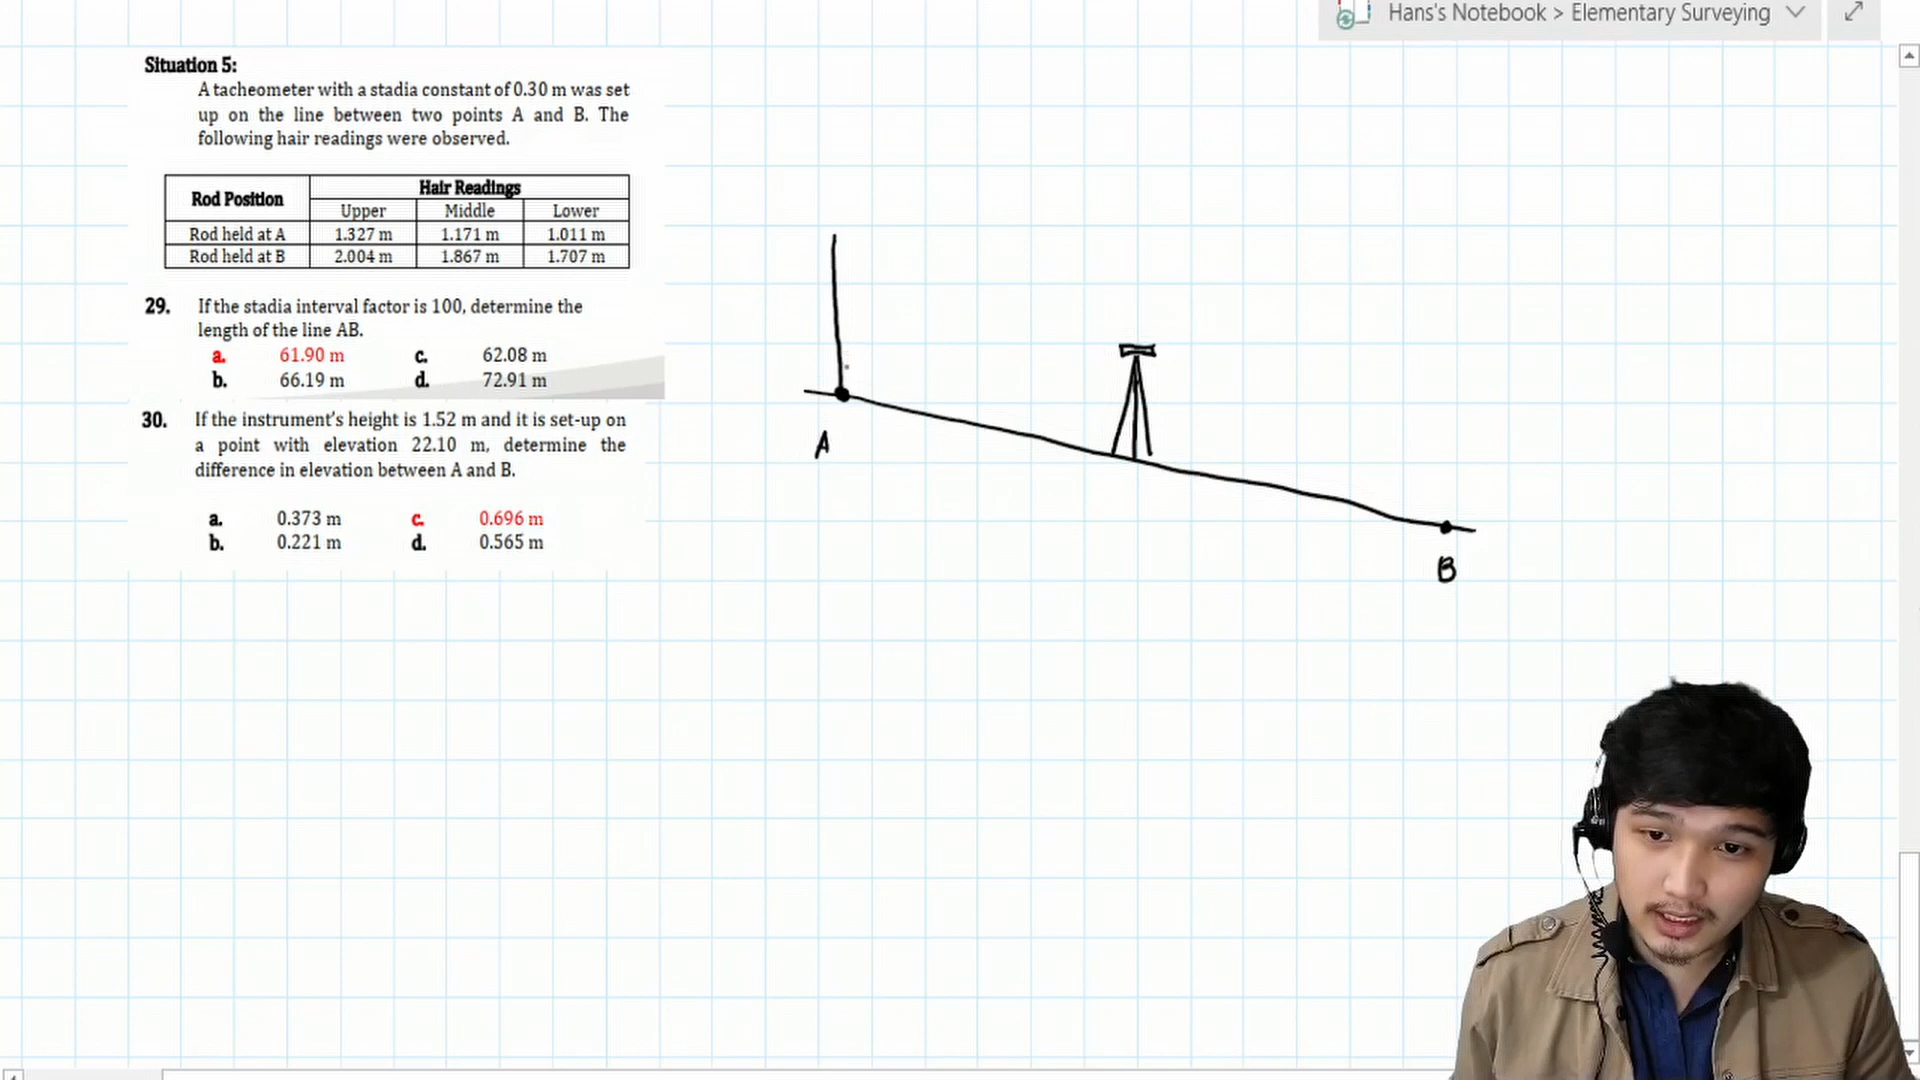 Hans's Notebook > Elementary Surveying
Situation 5:
A tacheometer with a stadia constant of 0.30 m was set
up on the line between two points A and B. The
following hair readings were observed.
Rod Position Hair Readings
Upper Middle Lower
Rod held at A 1.327 m 1.171 m 1.011 m
Rod held at B 2.004 m 1.867 m 1.707 m
29. If the stadia interval factor is 100, determine the
length of the line AB.
a. 61.90 m c. 62.08 m
b. 66.19 m d. 72.91 m
30. If the instrument's height is 1.52 m and it is set-up on
a point with elevation 22.10 m, determine the
difference in elevation between A and B.
a. 0.373 m c. 0.696 m
b. 0.221 m d. 0.565 m
A
B